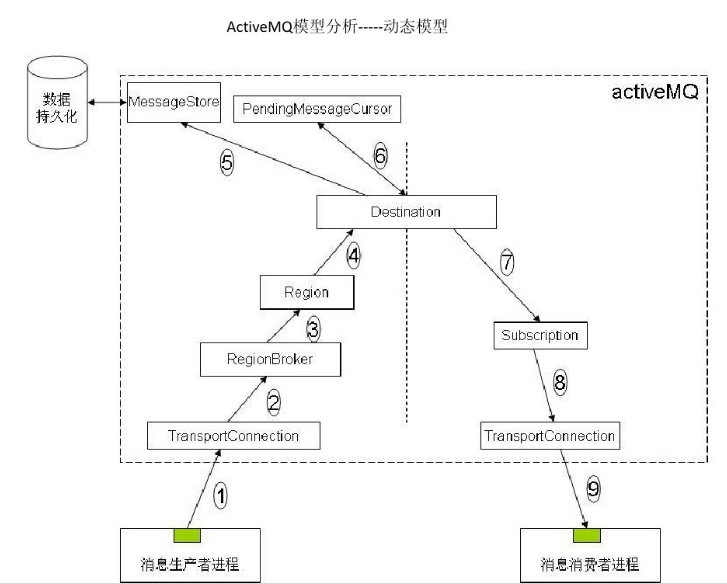 ActiveMQ模型分析-----动态模型
activeMQ
数据
持久化
MessageStore
PendingMessageCursor
⑤
⑥
Destination
④
⑦
Region
③
Subscription
RegionBroker
⑧
②
TransportConnection
TransportConnection
①
⑨
消息生产者进程
消息消费者进程